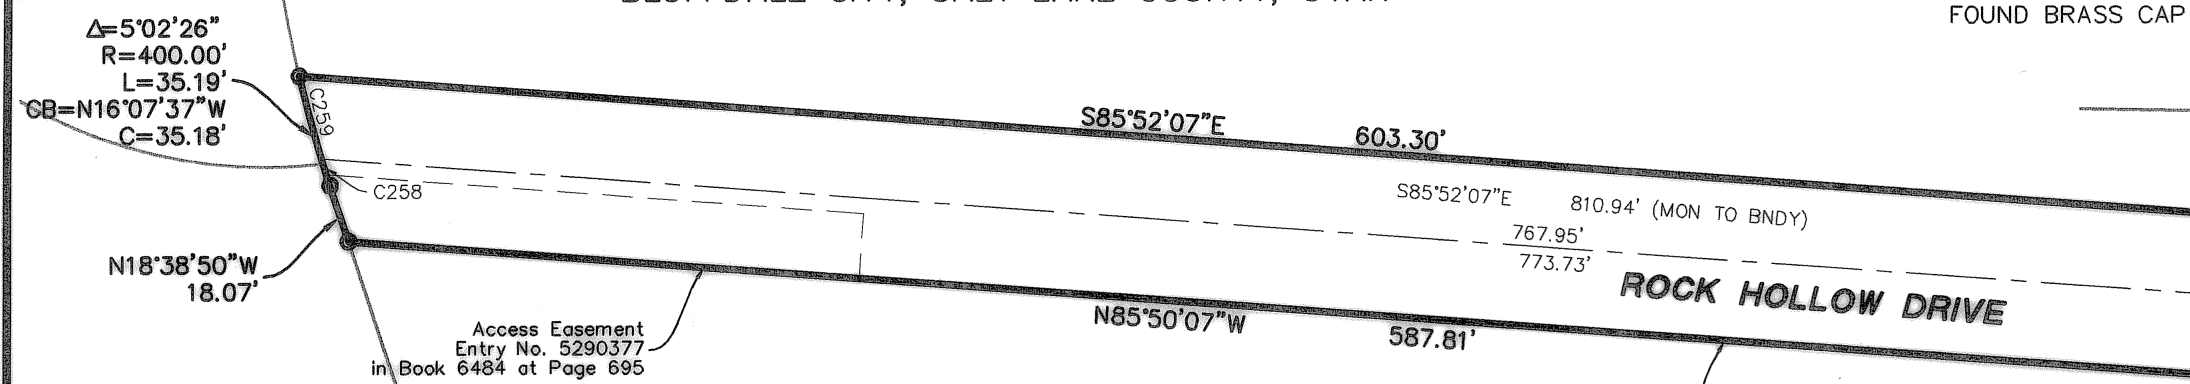 FOUND BRASS CAP
Δ=5°02'26"
R=400.00'
L=35.19'
CB=N16°07'37"W
C=35.18'
C259
C258
N18°38'50"W
18.07'
S85°52'07"E 603.30'
S85°52'07"E 810.94' (MON TO BNDY)
767.95'
773.73'
ROCK HOLLOW DRIVE
N85°50'07"W 587.81'
Access Easement
Entry No. 5290377
in Book 6484 at Page 695